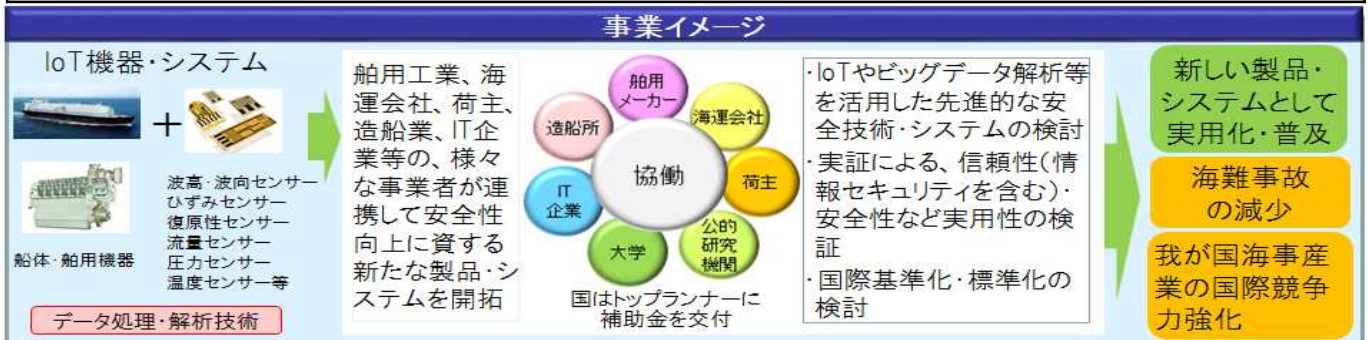 事業イメージ
IoT機器・システム
+
船体・舶用機器
波高・波向センサー
ひずみセンサー
復原性センサー
流量センサー
圧力センサー
温度センサー等
データ処理・解析技術
舶用工業、海
運会社、荷主、
造船業、IT企
業等の、様々
な事業者が連
携して安全性
向上に資する
新たな製品・シ
ステムを開拓
舶用
メーカー
海運会社
荷主
公的
研究
機関
大学
IT
企業
造船所
協働
国はトップランナーに
補助金を交付
・IoTやビッグデータ解析等
を活用した先進的な安
全技術・システムの検討
・実証による、信頼性(情
報セキュリティを含む)・
安全性など実用性の検
証
・国際基準化・標準化の
検討
新しい製品・
システムとして
実用化・普及
海難事故
の減少
我が国海事産
業の国際競争
力強化